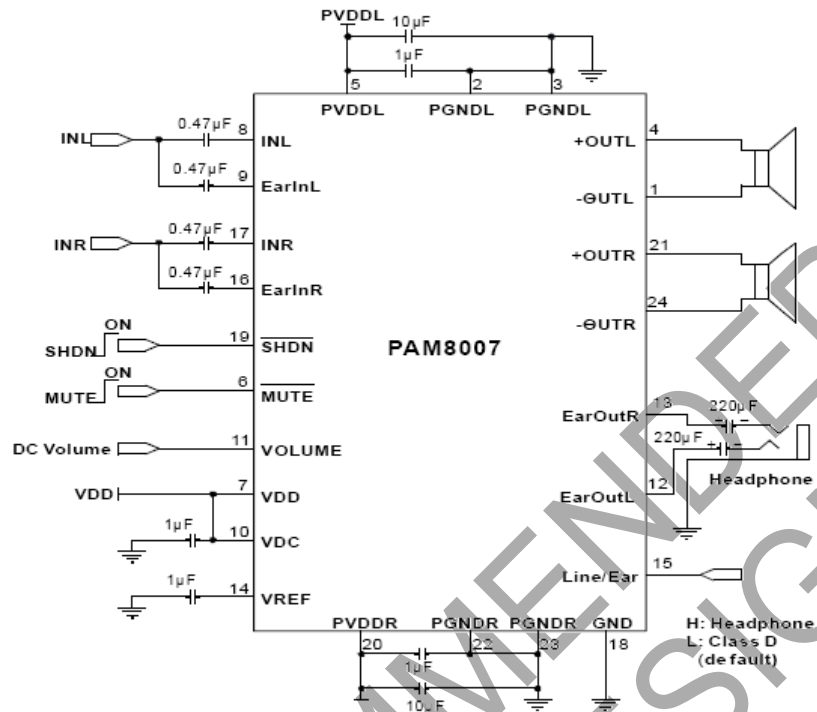 PVDDL
10μF
1μF
5
2
3
PVDDL
PGNDL
PGNDL
INL
0.47μF
8
INL
0.47μF
9
EarInL
INR
0.47μF
17
INR
0.47μF
16
EarInR
ON
SHDN
19
SHDN
ON
MUTE
6
MUTE
DC Volume
11
VOLUME
VDD
7
VDD
1μF
10
VDC
1μF
14
VREF
PAM8007
4
+OUTL
1
-OUTL
21
+OUTR
24
-OUTR
13
EarOutR
220μF
220μF
+ −
12
EarOutL
Headphone
15
Line/Ear
H: Headphone
L: Class D
(default)
PVDDR
PGNDR
PGNDR
GND
20
22
23
18
1μF
10μF